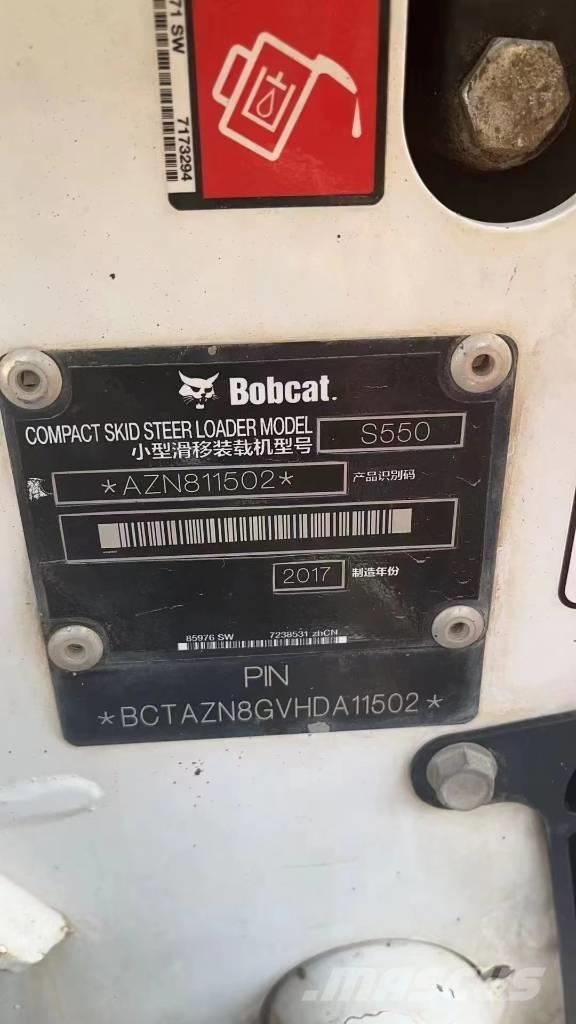 71 SW
7173294
Bobcat.
COMPACT SKID STEER LOADER MODEL
S550
小型滑移装载机型号
*AZN811502*
产品识别码
2017
制造年份
85976 SW
7238531 zhCN
PIN
*BCTAZN8GVHDA11502*
MASCUS